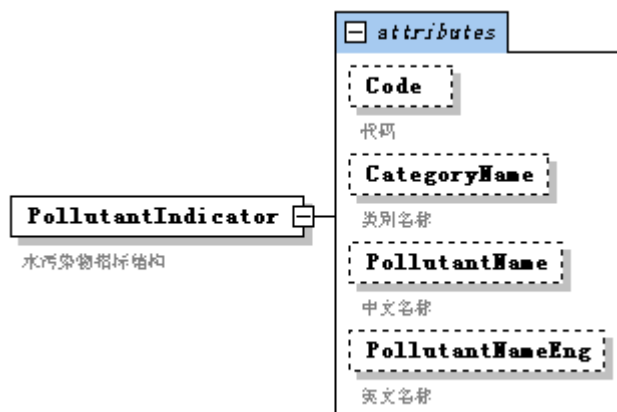 attributes
Code
代码
CategoryName
类别名称
PollutantIndicator
水污染物指标结构
PollutantName
中文名称
PollutantNameEng
英文名称